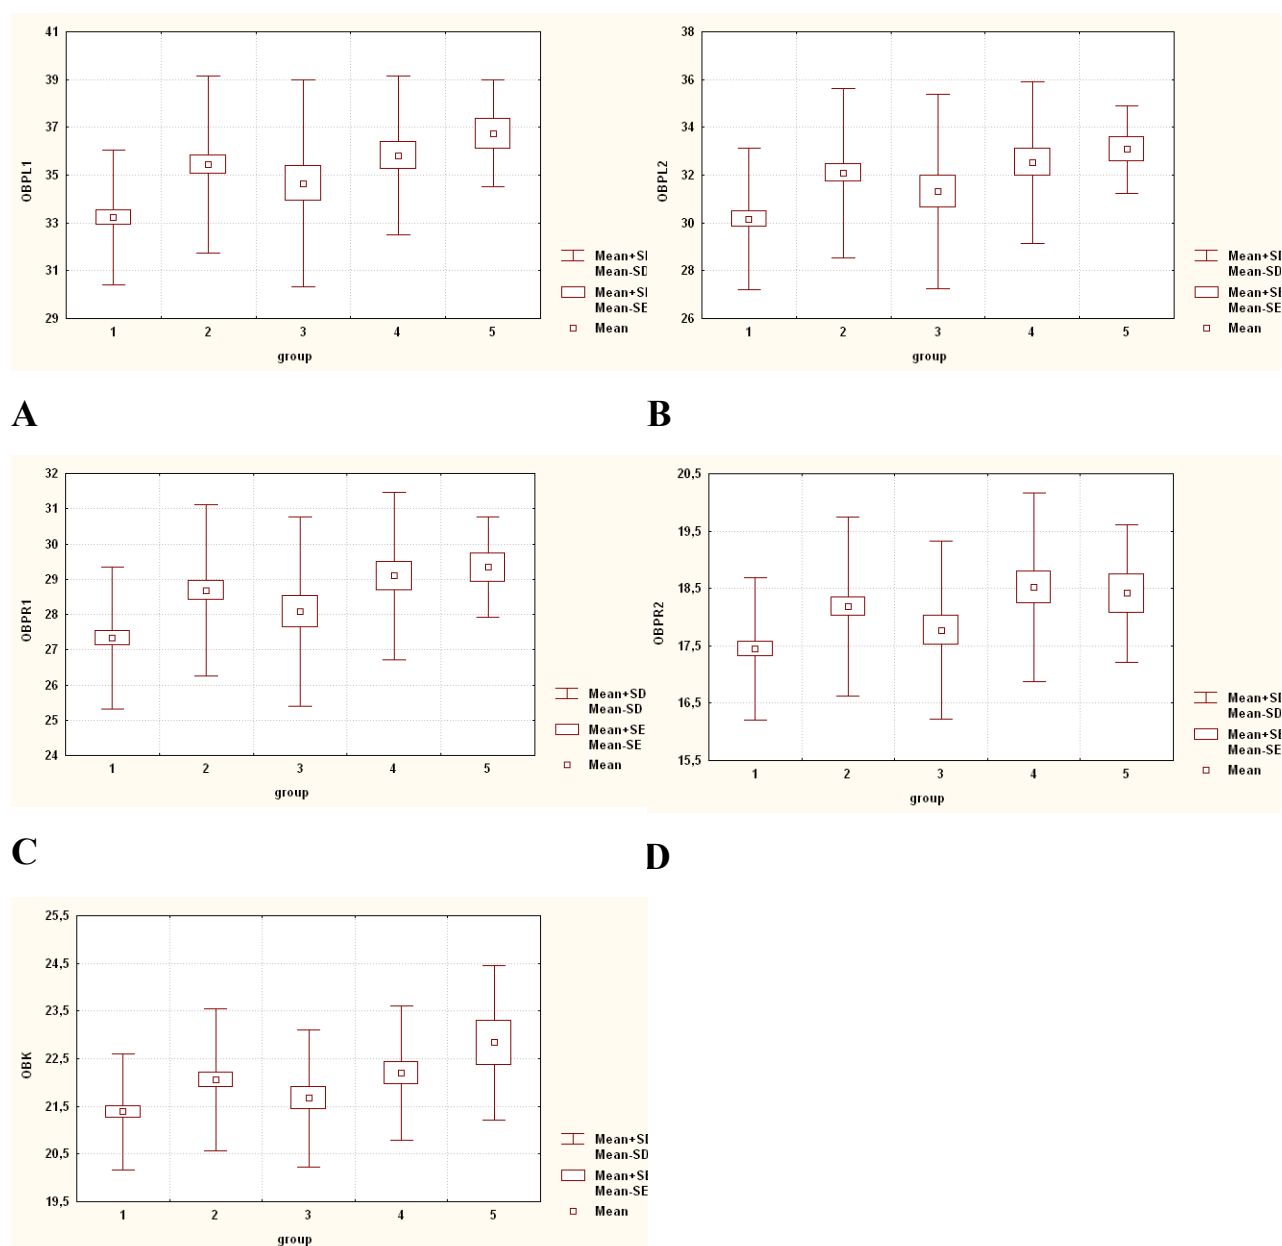 41
39
37
35
33
31
29
OBPL1
1 2 3 4 5
group
Mean+SI
Mean-SD
Mean+SI
Mean-SE
Mean
38
36
34
32
30
28
26
OBPL2
1 2 3 4 5
group
Mean+SD
Mean-SD
Mean+SE
Mean-SE
Mean
A
B
32
31
30
29
28
27
26
25
24
OBPR1
1 2 3 4 5
group
Mean+SD
Mean-SD
Mean+SE
Mean-SE
Mean
20,5
19,5
18,5
17,5
16,5
15,5
OBPR2
1 2 3 4 5
group
Mean+SD
Mean-SD
Mean+SE
Mean-SE
Mean
C
D
25,5
24,5
23,5
22,5
21,5
20,5
19,5
OBK
1 2 3 4 5
group
Mean+SD
Mean-SD
Mean+SE
Mean-SE
Mean